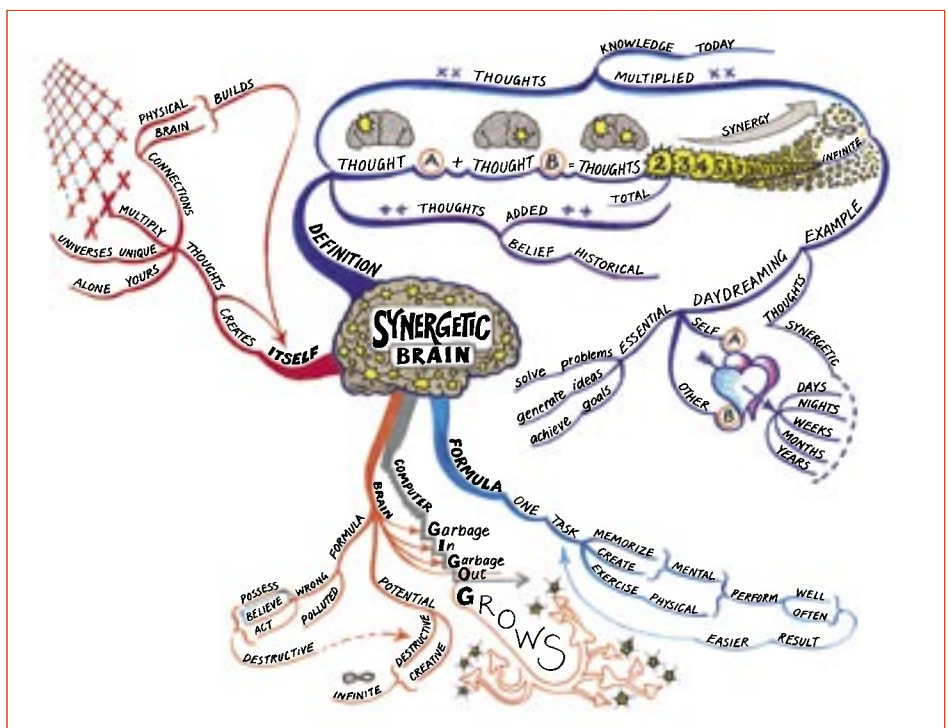 SYNERGETIC
BRAIN
DEFINITION
THOUGHT A + THOUGHT B = THOUGHTS 2 3 4 5
INFINITE
SYNERGY
×× THOUGHTS MULTIPLIED ××
KNOWLEDGE TODAY
TOTAL
++ THOUGHTS ADDED ++
BELIEF HISTORICAL
EXAMPLE
DAYDREAMING
THOUGHTS
SYNERGETIC
DAYS
NIGHTS
WEEKS
MONTHS
YEARS
SELF A
OTHER B
ESSENTIAL
solve problems
generate ideas
achieve goals
FORMULA
ONE TASK
MEMORIZE
CREATE
MENTAL
EXERCISE PHYSICAL
PERFORM
WELL
OFTEN
EASIER RESULT
COMPUTER
BRAIN
Garbage
In
Garbage
Out
GROWS
POTENTIAL
DESTRUCTIVE
CREATIVE
INFINITE
FORMULA
WRONG
POLLUTED
POSSESS
BELIEVE
ACT
DESTRUCTIVE
ITSELF
CREATES
THOUGHTS
CONNECTIONS
PHYSICAL
BRAIN
BUILDS
MULTIPLY
UNIVERSES UNIQUE
ALONE YOURS